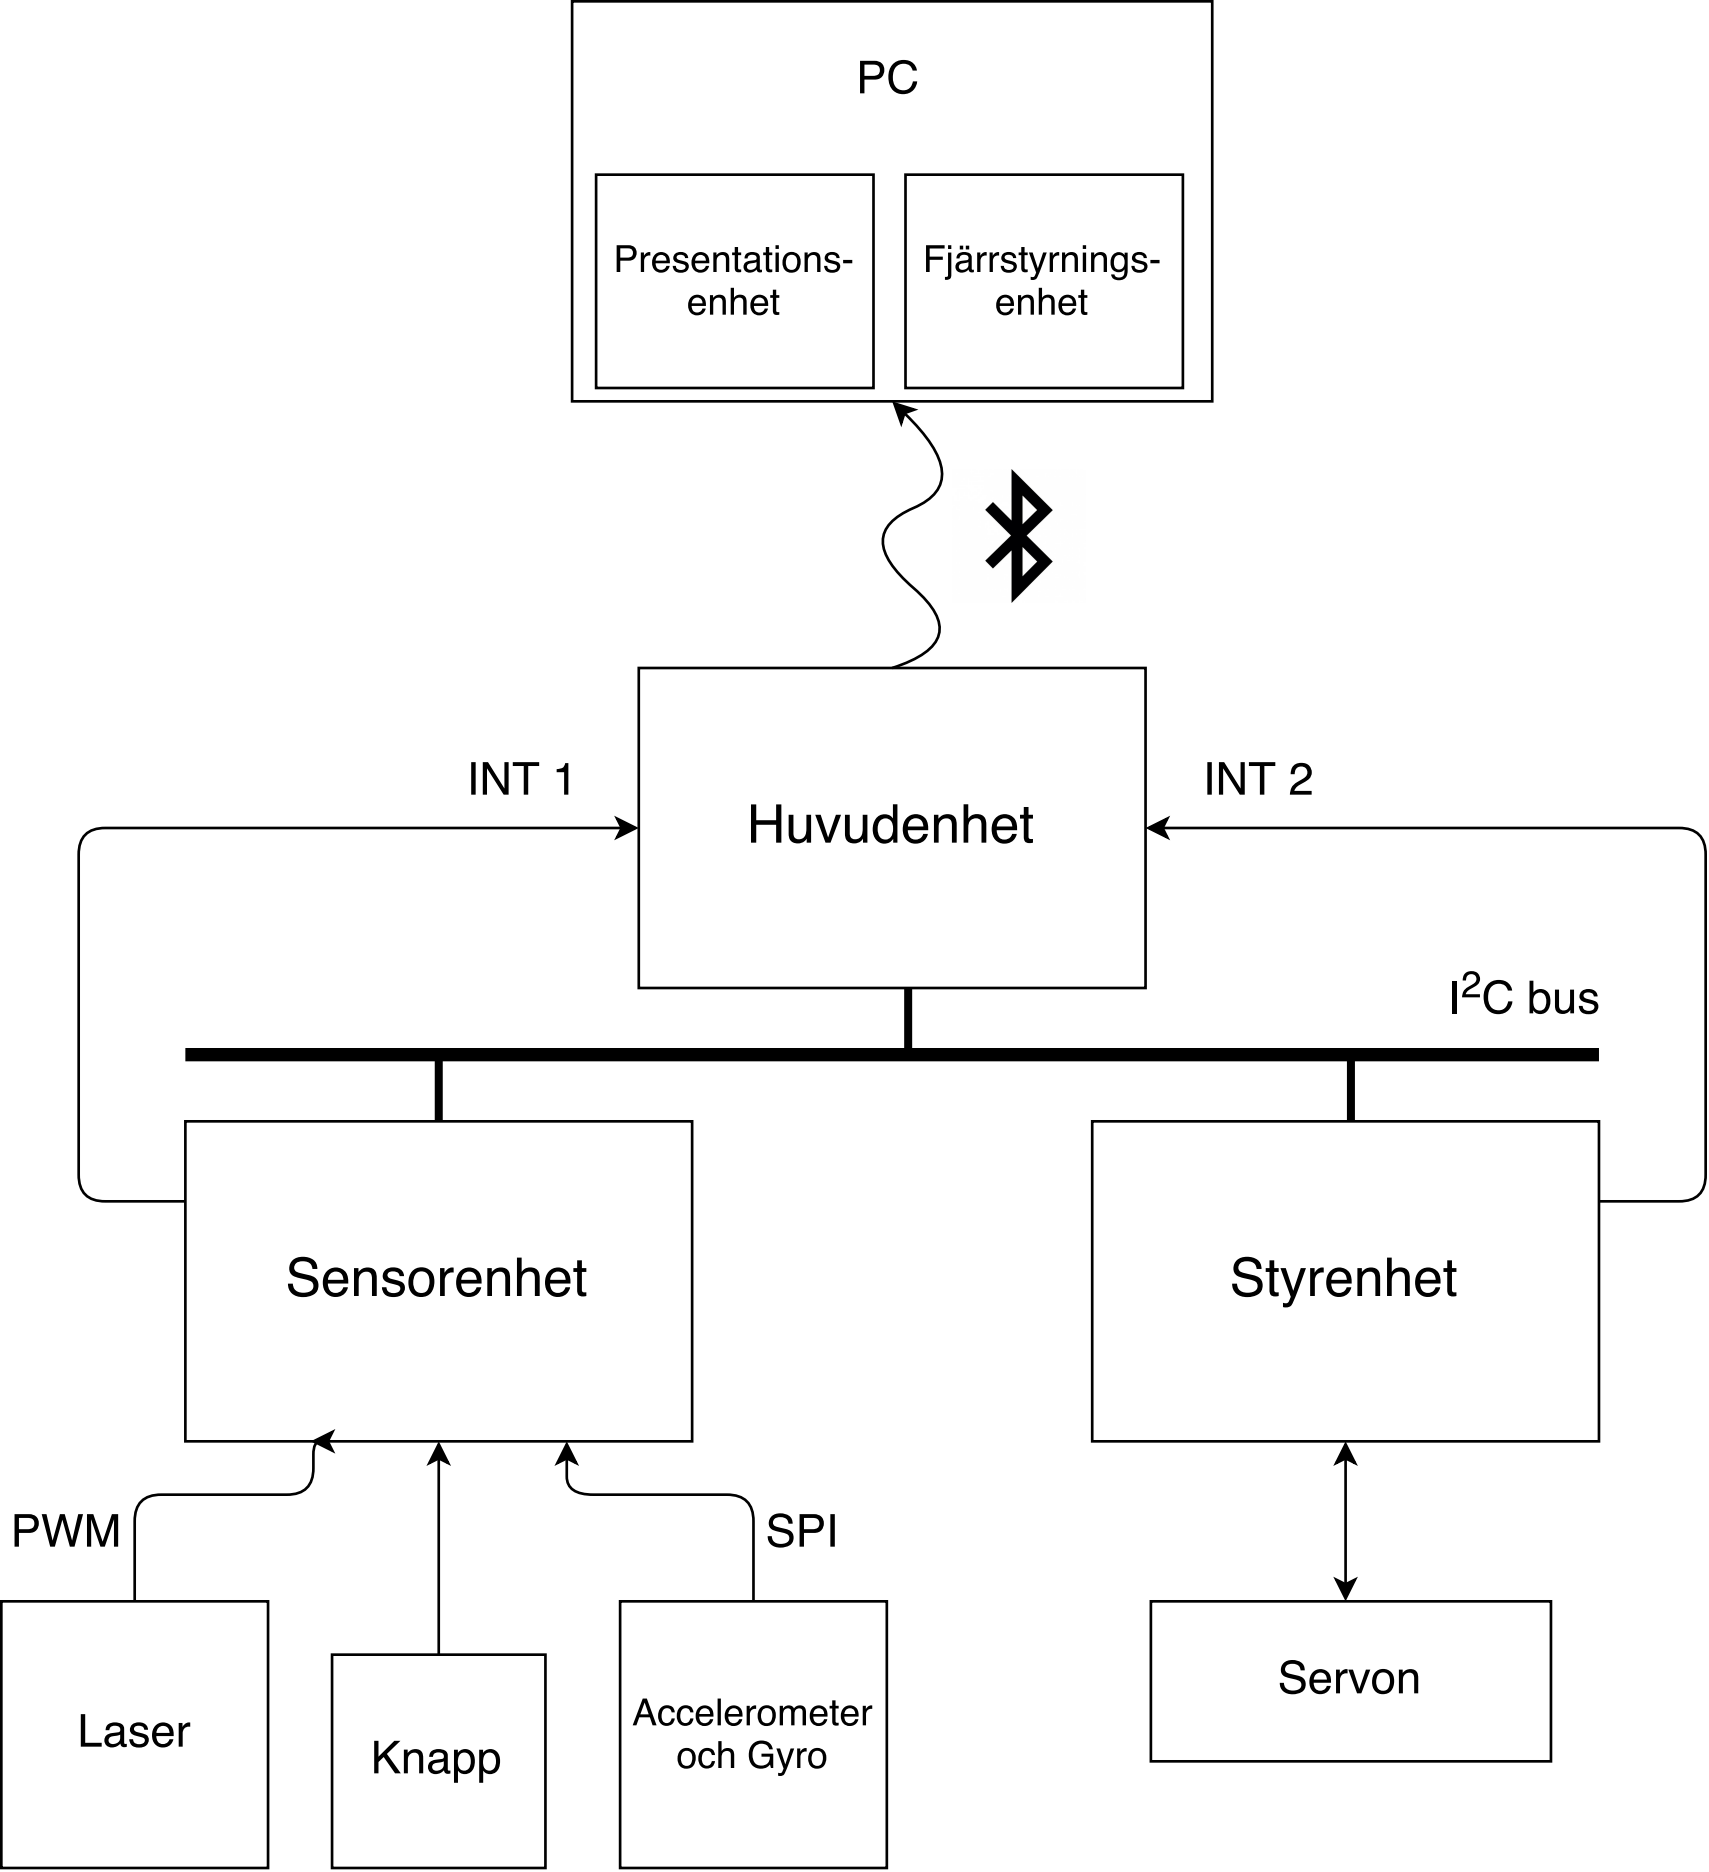 PC
Presentations-
enhet
Fjärrstyrnings-
enhet
INT 1
INT 2
Huvudenhet
I²C bus
Sensorenhet
Styrenhet
PWM
SPI
Laser
Knapp
Accelerometer
och Gyro
Servon